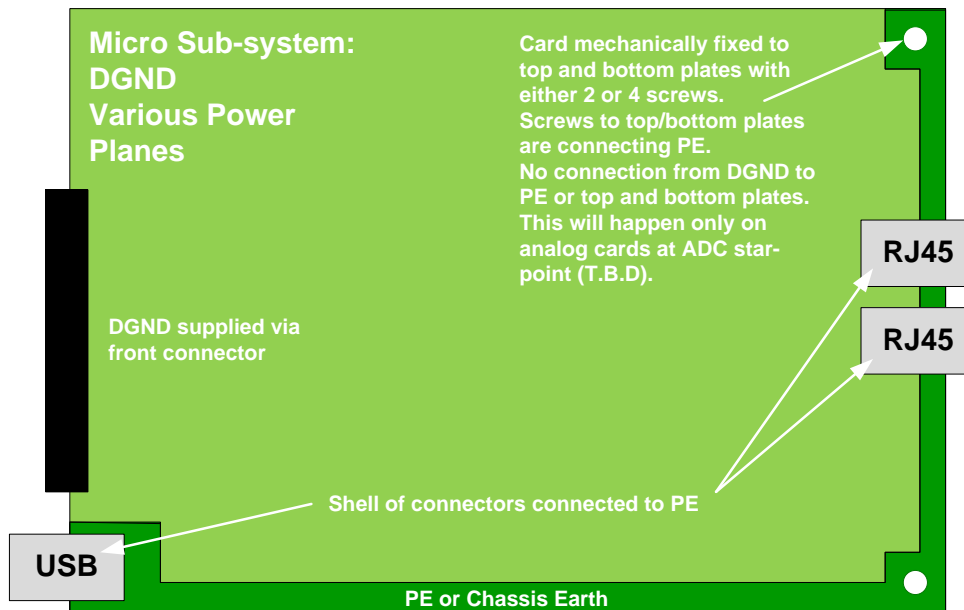 Micro Sub-system:
DGND
Various Power
Planes
Card mechanically fixed to
top and bottom plates with
either 2 or 4 screws.
Screws to top/bottom plates
are connecting PE.
No connection from DGND to
PE or top and bottom plates.
This will happen only on
analog cards at ADC star-
point (T.B.D).
RJ45
RJ45
DGND supplied via
front connector
Shell of connectors connected to PE
USB
PE or Chassis Earth